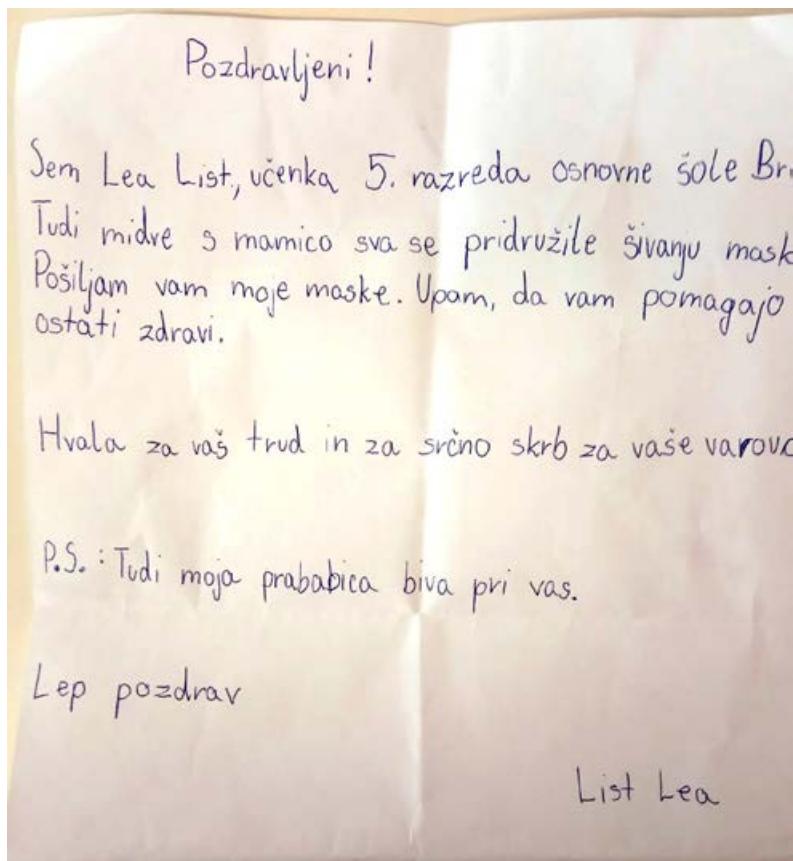 Pozdravljeni!
Sem Lea List, učenka 5. razreda osnovne šole
Tudi midve s mamico sva se pridružile šivanju
Pošiljam vam moje maske. Upam, da vam pomagajo
ostati zdravi.
Hvala za vaš trud in za srčno skrb za vaše
P.S.: Tudi moja prababica biva pri vas.
Lep pozdrav
List Lea